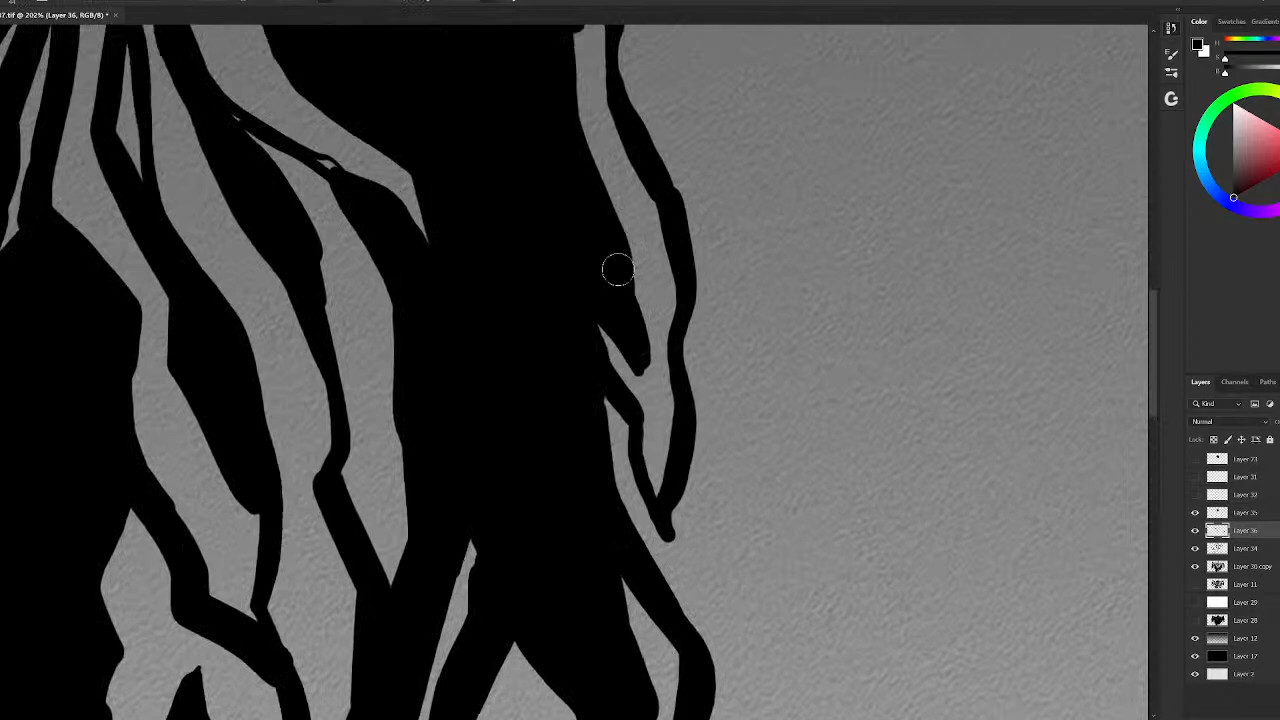 37.tif @ 202% (Layer 36, RGB/8) *
Color
Swatches
Gradients
H
S
B
Layers
Channels
Paths
Kind
Normal
Lock:
Layer 23
Layer 31
Layer 32
Layer 35
Layer 36
Layer 34
Layer 30 copy
Layer 11
Layer 29
Layer 28
Layer 12
Layer 17
Layer 2